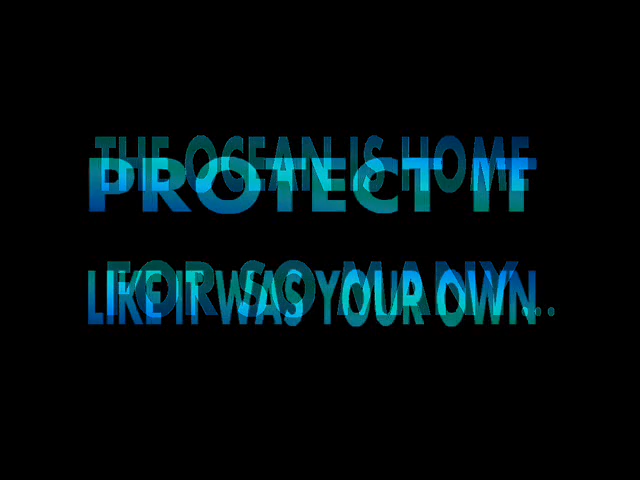 THE OCEAN IS HOME
PROTECT IT
FOR SO MANY...
LIKE IT WAS YOUR OWN